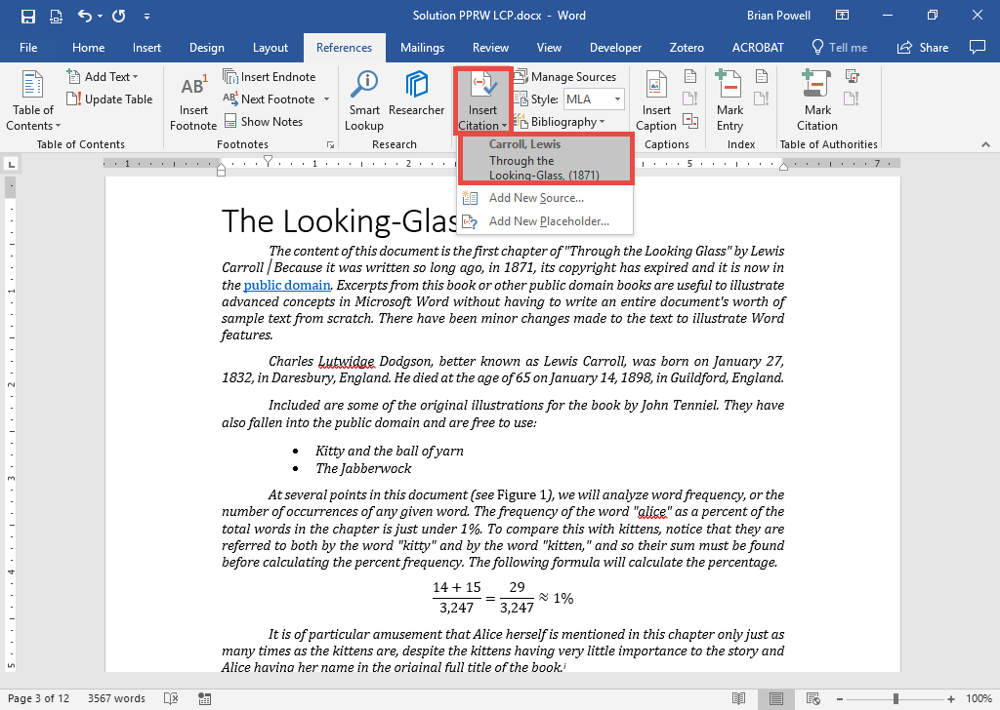 Solution PPRW LCP.docx - Word
Brian Powell
File Home Insert Design Layout References Mailings Review View Developer Zotero ACROBAT Tell me Share
Table of Contents
Add Text
Update Table
Table of Contents
AB1
Insert Footnote
Insert Endnote
AB1 Next Footnote
Show Notes
Footnotes
Smart Lookup
Researcher
Research
Insert Citation
Manage Sources
Style: MLA
Bibliography
Insert Caption
Captions
Mark Entry
Index
Mark Citation
Table of Authorities
Carroll, Lewis
Through the
Looking-Glass, (1871)
Add New Source...
Add New Placeholder...
L
1 1 2 5 7
The Looking-Glas
The content of this document is the first chapter of "Through the Looking Glass" by Lewis
Carroll Because it was written so long ago, in 1871, its copyright has expired and it is now in
the public domain. Excerpts from this book or other public domain books are useful to illustrate
advanced concepts in Microsoft Word without having to write an entire document's worth of
sample text from scratch. There have been minor changes made to the text to illustrate Word
features.
Charles Lutwidge Dodgson, better known as Lewis Carroll, was born on January 27,
1832, in Daresbury, England. He died at the age of 65 on January 14, 1898, in Guildford, England.
Included are some of the original illustrations for the book by John Tenniel. They have
also fallen into the public domain and are free to use:
• Kitty and the ball of yarn
• The Jabberwock
At several points in this document (see Figure 1), we will analyze word frequency, or the
number of occurrences of any given word. The frequency of the word "alice" as a percent of the
total words in the chapter is just under 1%. To compare this with kittens, notice that they are
referred to both by the word "kitty" and by the word "kitten," and so their sum must be found
before calculating the percent frequency. The following formula will calculate the percentage.
14 + 15 / 3,247 = 29 / 3,247 ≈ 1%
It is of particular amusement that Alice herself is mentioned in this chapter only just as
many times as the kittens are, despite the kittens having very little importance to the story and
Alice having her name in the original full title of the book.i
1
2
3
4
5
Page 3 of 12 3567 words 100%